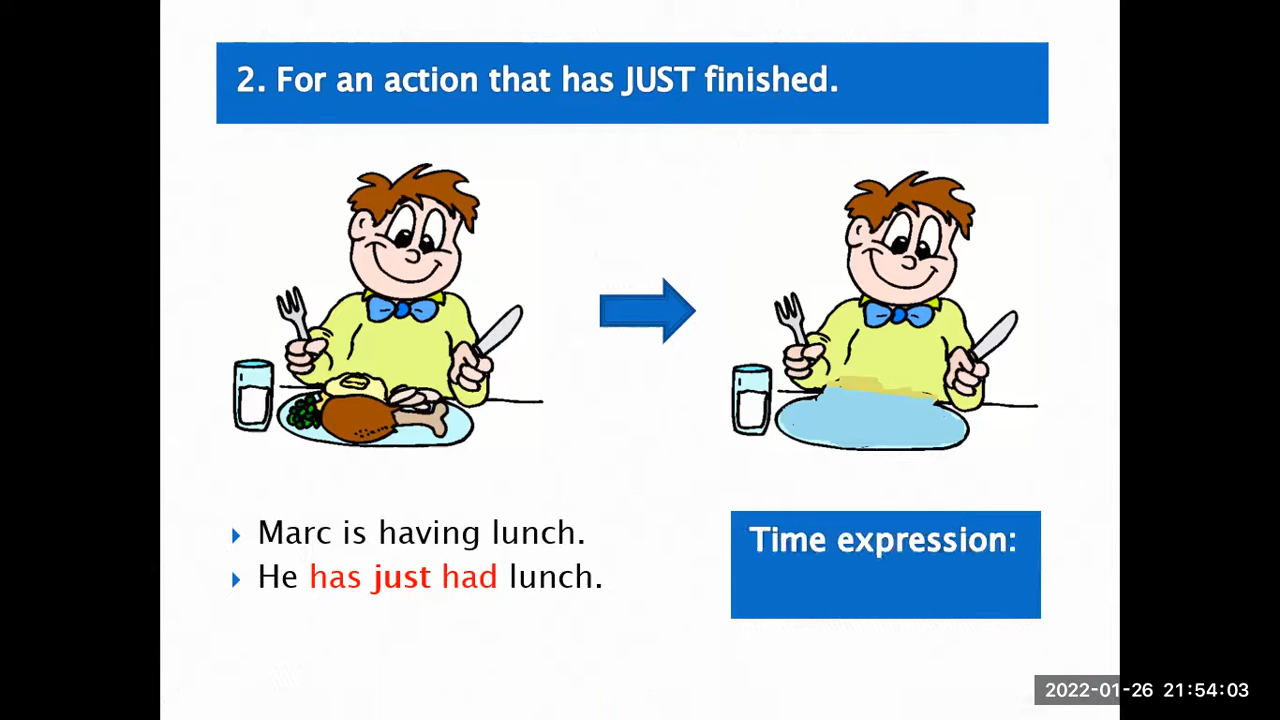 2. For an action that has JUST finished.
Marc is having lunch.
He has just had lunch.
Time expression:
2022-01-26 21:54:03